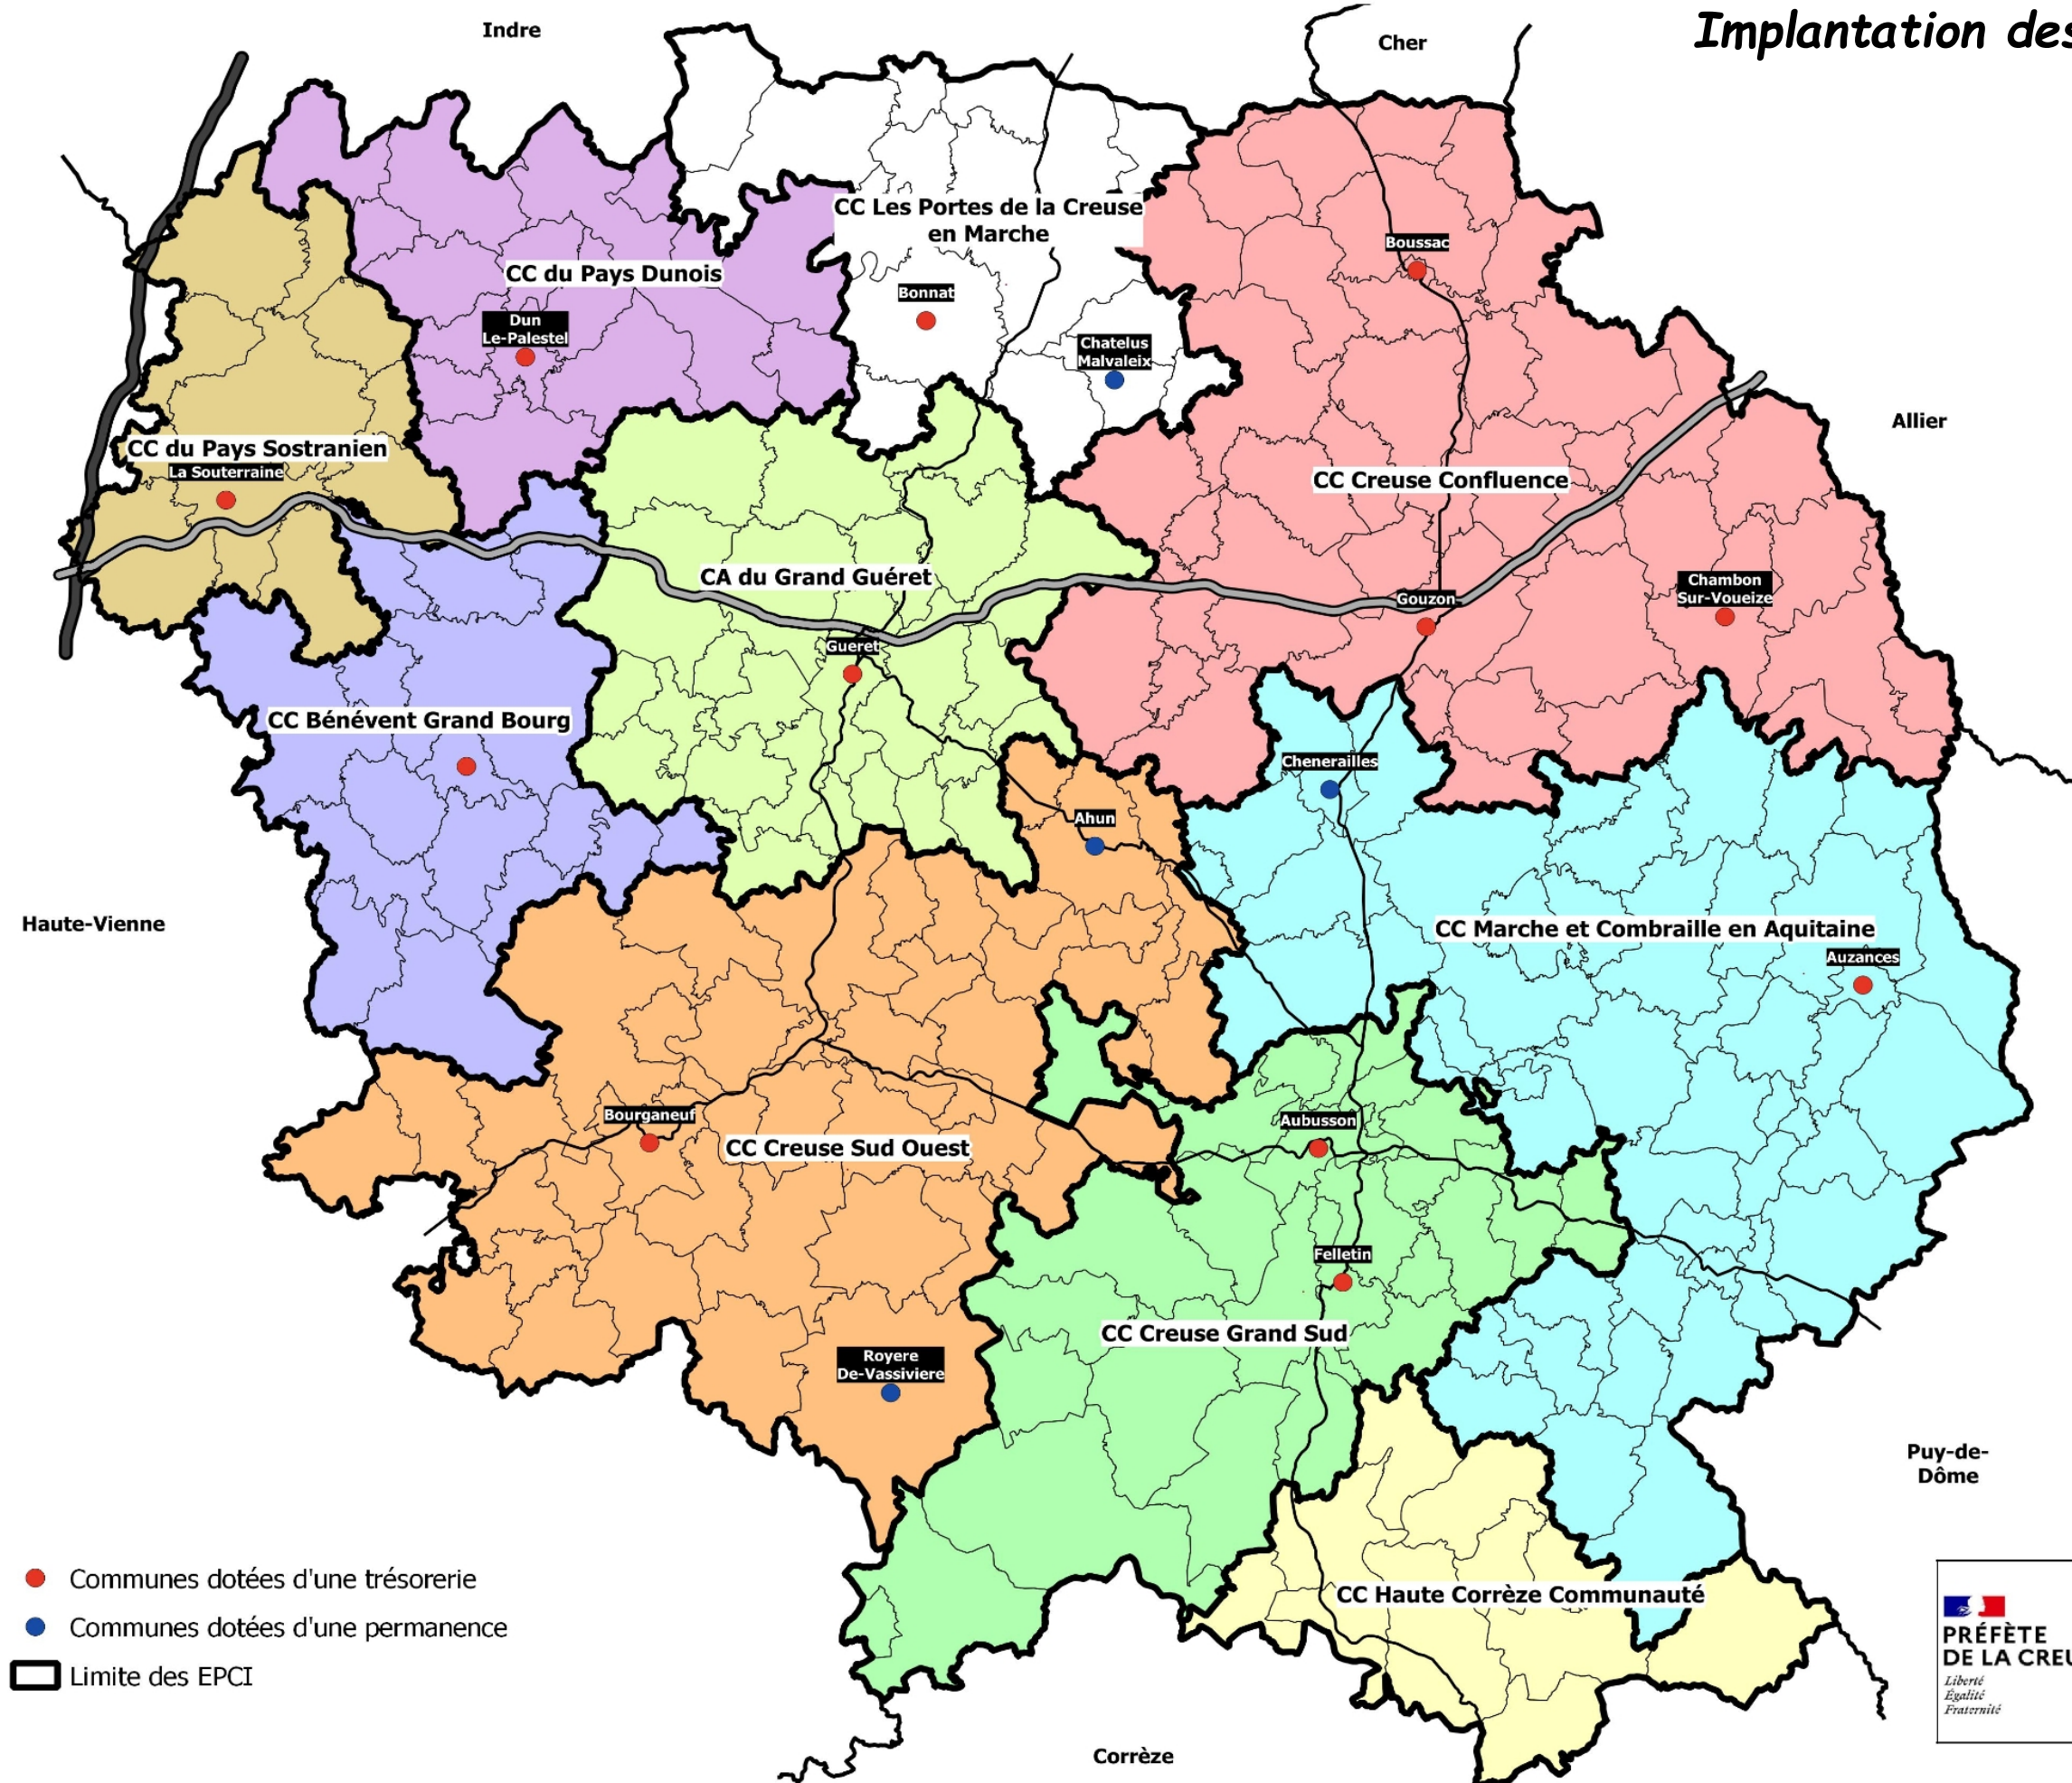 Implantation des
Indre
Cher
CC Les Portes de la Creuse
en Marche
Boussac
CC du Pays Dunois
Bonnat
Dun
Le-Palestel
Chatelus
Malvaleix
Allier
CC du Pays Sostranien
La Souterraine
CC Creuse Confluence
CA du Grand Guéret
Chambon
Sur-Voueize
Gouzon
Gueret
CC Bénévent Grand Bourg
Chenerailles
Ahun
Haute-Vienne
CC Marche et Combraille en Aquitaine
Auzances
Bourganeuf
Aubusson
CC Creuse Sud Ouest
Felletin
CC Creuse Grand Sud
Royere
De-Vassiviere
Puy-de-
Dôme
CC Haute Corrèze Communauté
Communes dotées d'une trésorerie
Communes dotées d'une permanence
Limite des EPCI
PRÉFÈTE
DE LA CREU
Liberté
Égalité
Fraternité
Corrèze